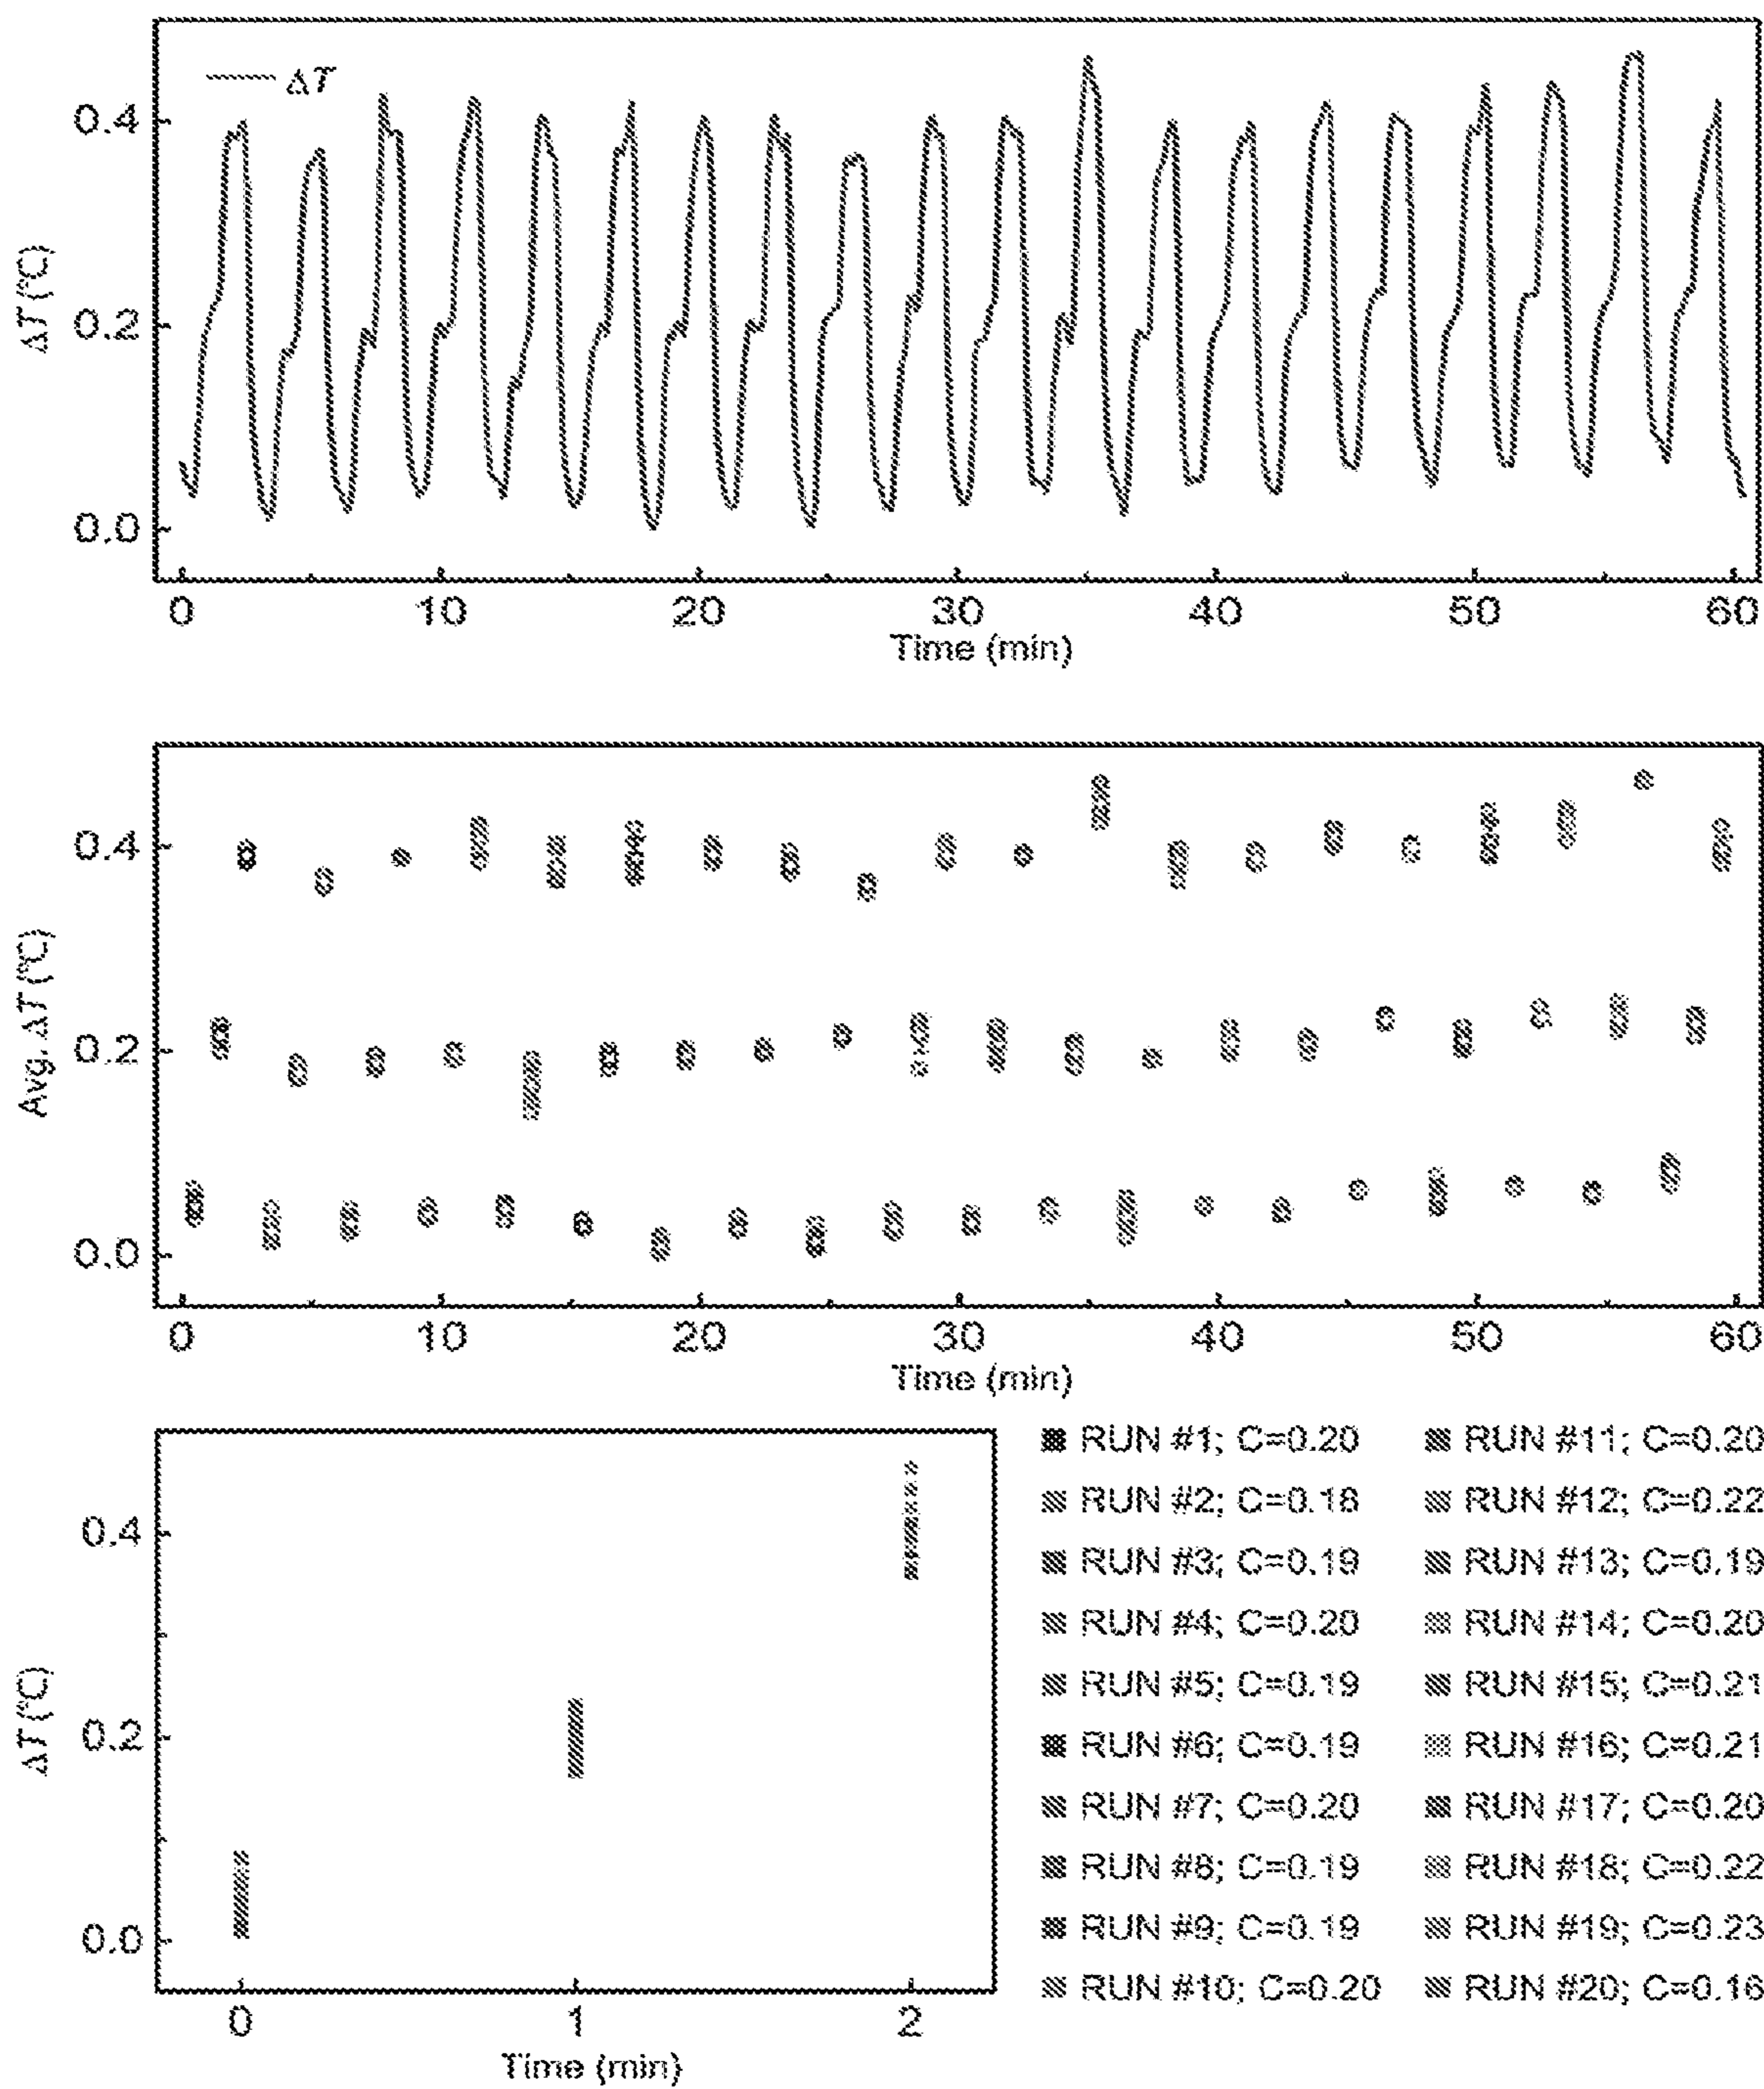 ΔT
0.4
0.2
0.0
ΔT (°C)
0 10 20 30 40 50 60
Time (min)
0.4
0.2
0.0
Avg. ΔT (°C)
0 10 20 30 40 50 60
Time (min)
0.4
0.2
0.0
ΔT (°C)
0 1 2
Time (min)
RUN #1; C=0.20 RUN #11; C=0.20
RUN #2; C=0.18 RUN #12; C=0.22
RUN #3; C=0.19 RUN #13; C=0.19
RUN #4; C=0.20 RUN #14; C=0.20
RUN #5; C=0.19 RUN #15; C=0.21
RUN #6; C=0.19 RUN #16; C=0.21
RUN #7; C=0.20 RUN #17; C=0.20
RUN #8; C=0.19 RUN #18; C=0.22
RUN #9; C=0.19 RUN #19; C=0.23
RUN #10; C=0.20 RUN #20; C=0.16